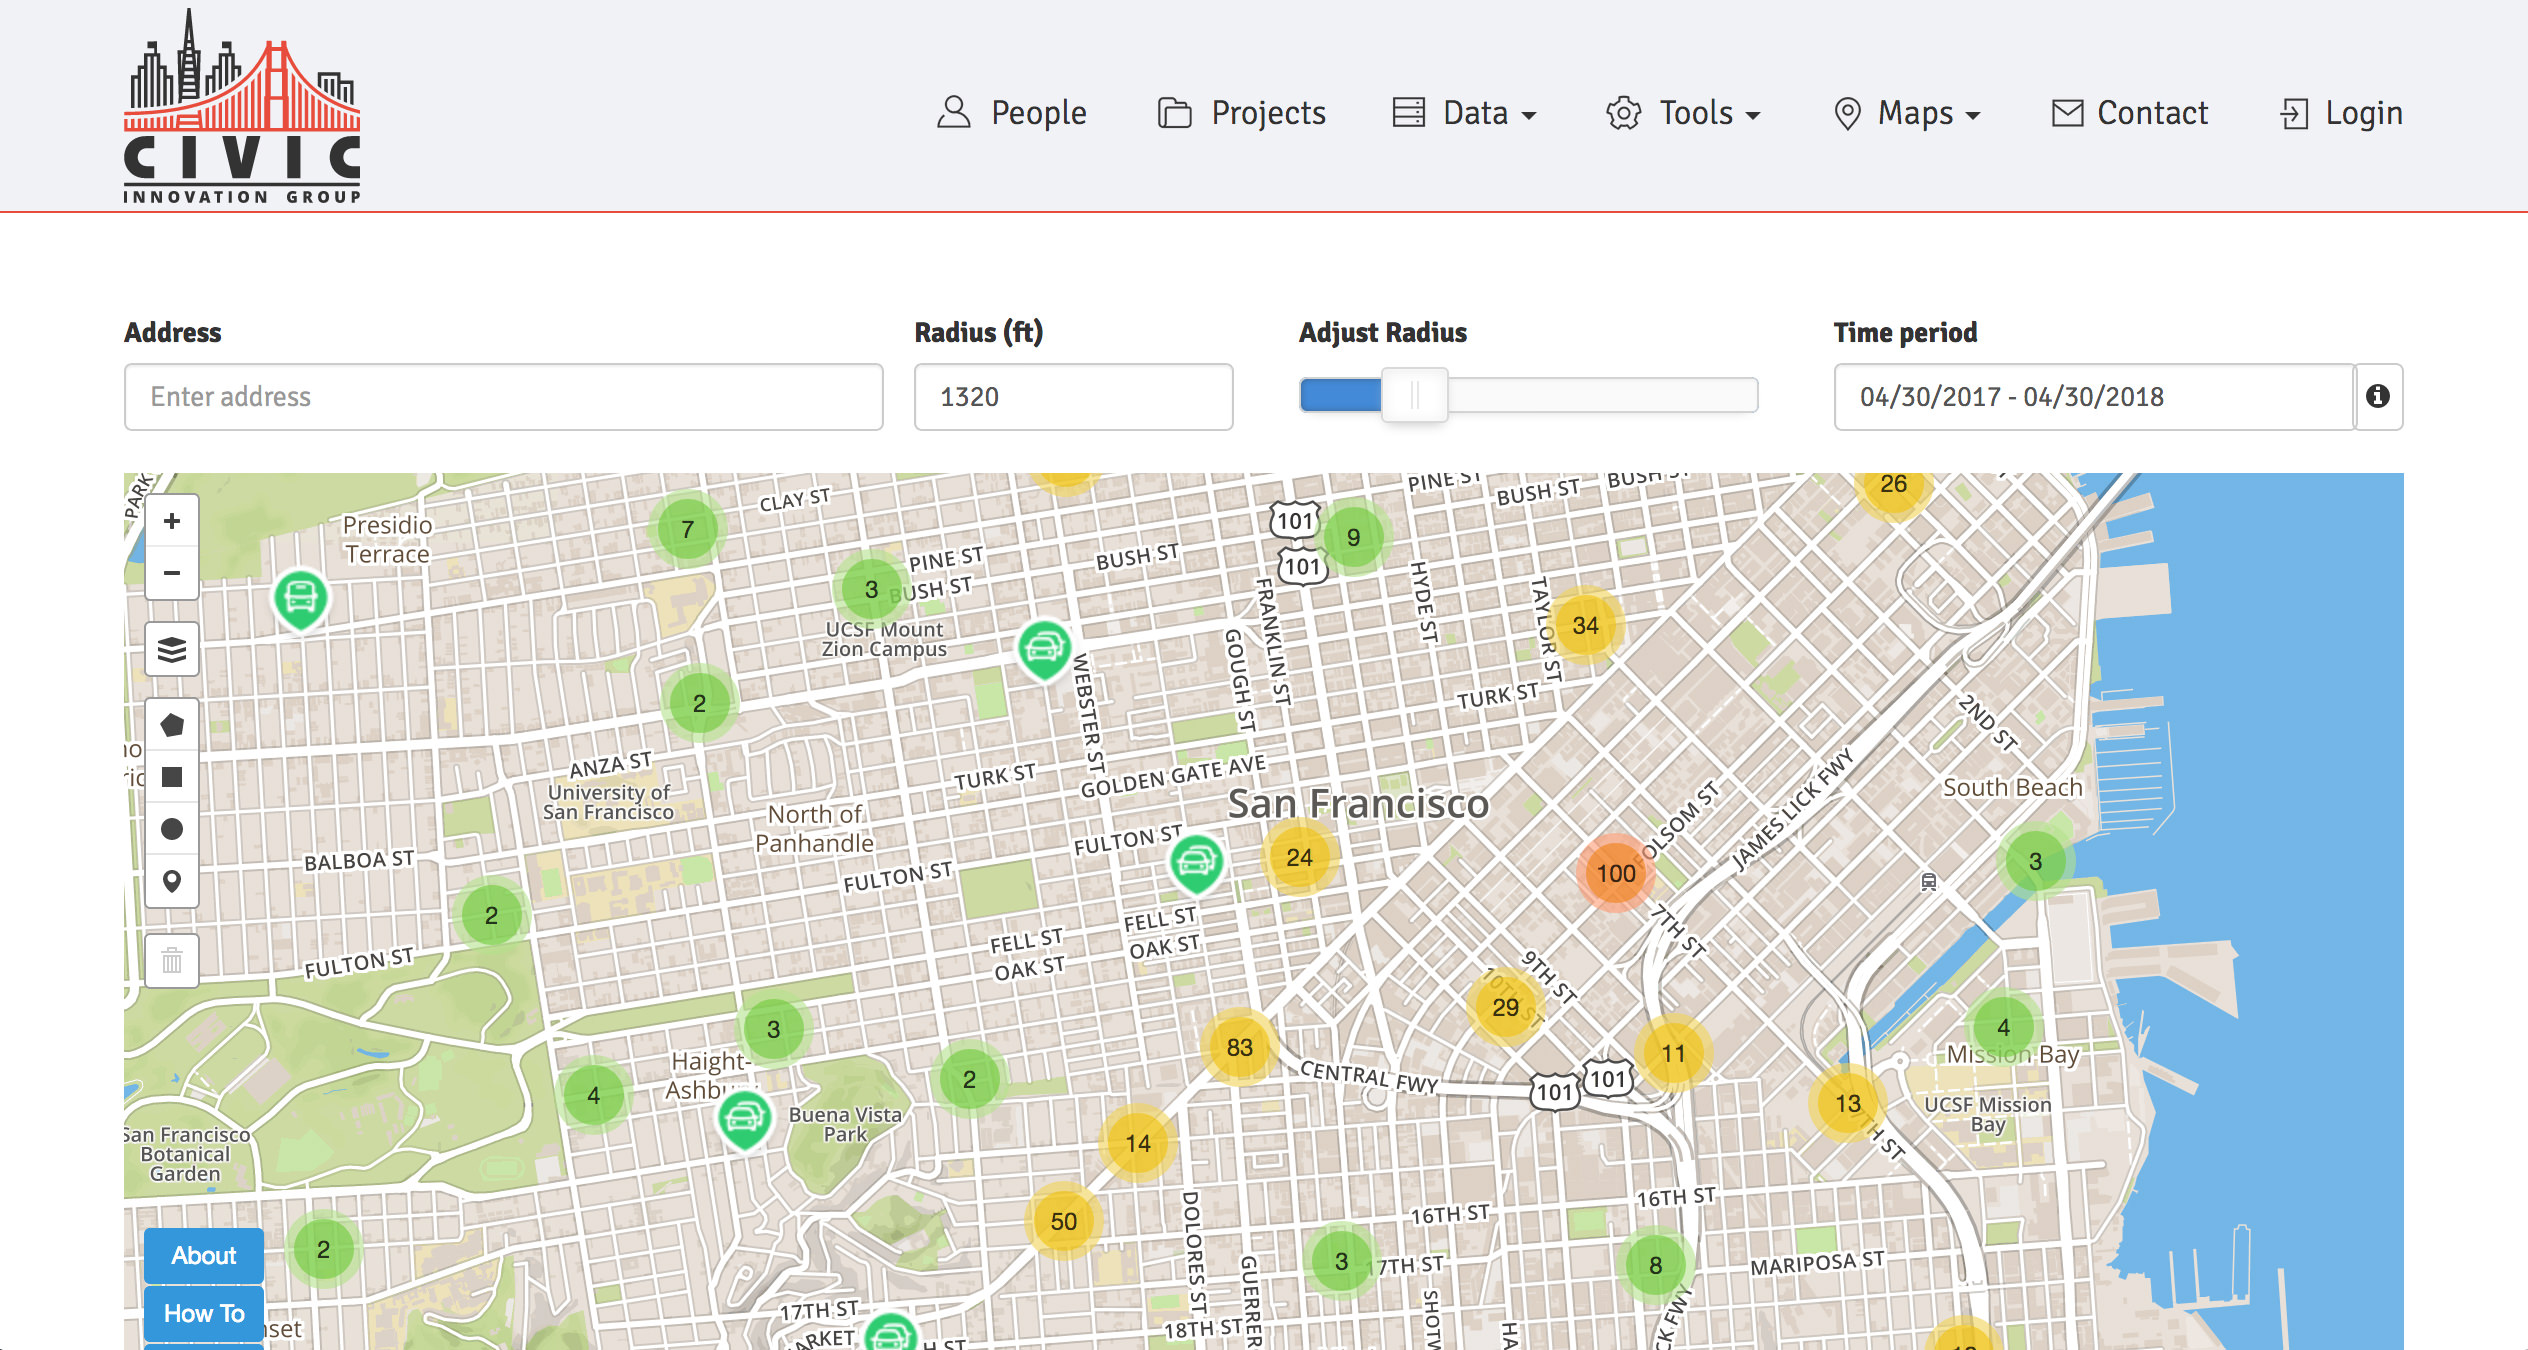 CIVIC
INNOVATION GROUP
People
Projects
Data
Tools
Maps
Contact
Login
Address
Radius (ft)
Adjust Radius
Time period
Enter address
1320
04/30/2017 - 04/30/2018
PARK
CLAY ST
PINE ST
BUSH ST
26
Presidio
Terrace
7
101
9
101
PINE ST
BUSH ST
BUSH ST
3
UCSF Mount
Zion Campus
FRANKLIN ST
HYDE ST
TAYLOR ST
34
GOUGH ST
WEBSTER ST
2
TURK ST
2ND ST
ANZA ST
University of
San Francisco
TURK ST
GOLDEN GATE AVE
JAMES LICK FWY
South Beach
San Francisco
North of
Panhandle
FULTON ST
FOLSOM ST
BALBOA ST
24
100
3
FULTON ST
2
FELL ST
OAK ST
FELL ST
OAK ST
7TH ST
FULTON ST
9TH ST
10TH ST
29
3
83
11
4
Mission Bay
Haight-
Ashbury
2
CENTRAL FWY
101
101
4
13
7TH ST
UCSF Mission
Bay
Buena Vista
Park
14
San Francisco
Botanical
Garden
16TH ST
16TH ST
DOLORES ST
50
2
3
17TH ST
8
MARIPOSA ST
About
How To
nset
GUERRER
17TH ST
ARKET
18TH ST
SHOTW
HA
CK FWY
H ST